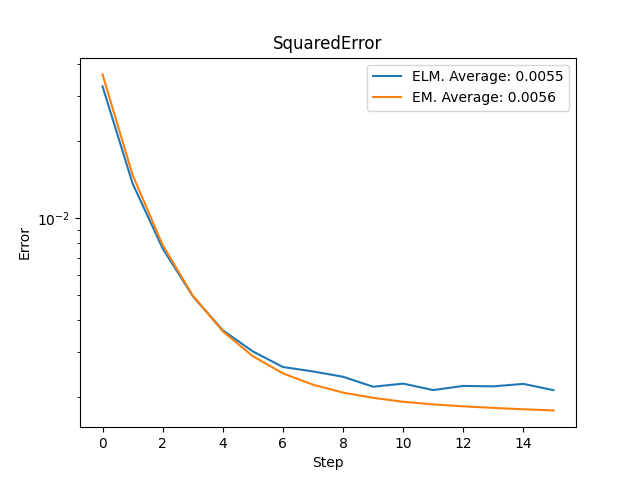 SquaredError
ELM. Average: 0.0055
EM. Average: 0.0056
10⁻²
Error
0 2 4 6 8 10 12 14
Step